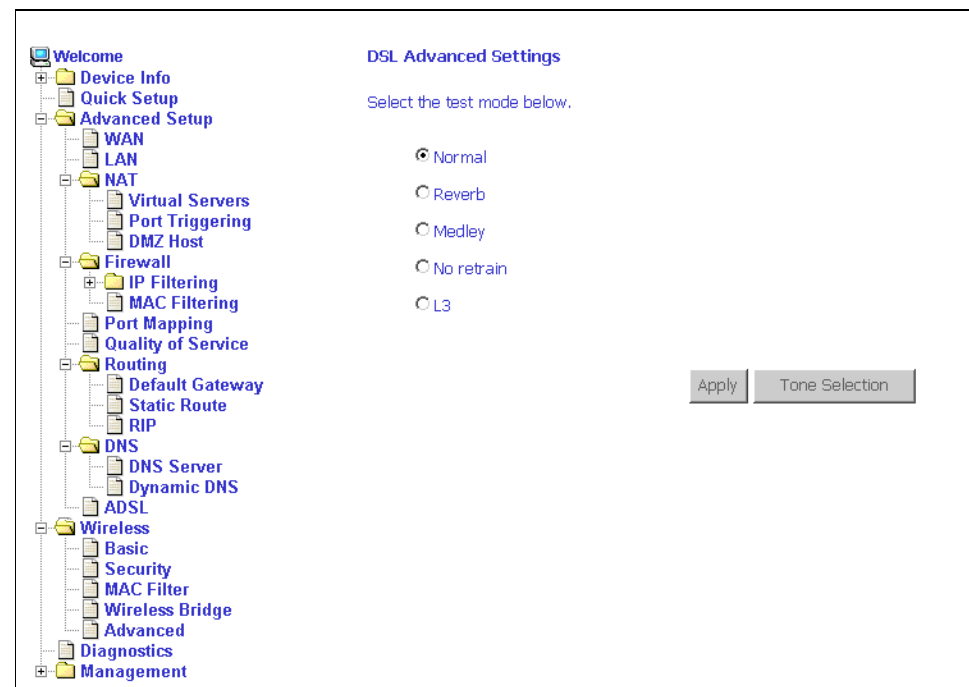 Welcome
Device Info
Quick Setup
Advanced Setup
WAN
LAN
NAT
Virtual Servers
Port Triggering
DMZ Host
Firewall
IP Filtering
MAC Filtering
Port Mapping
Quality of Service
Routing
Default Gateway
Static Route
RIP
DNS
DNS Server
Dynamic DNS
ADSL
Wireless
Basic
Security
MAC Filter
Wireless Bridge
Advanced
Diagnostics
Management
DSL Advanced Settings
Select the test mode below.
Normal
Reverb
Medley
No retrain
L3
Apply
Tone Selection